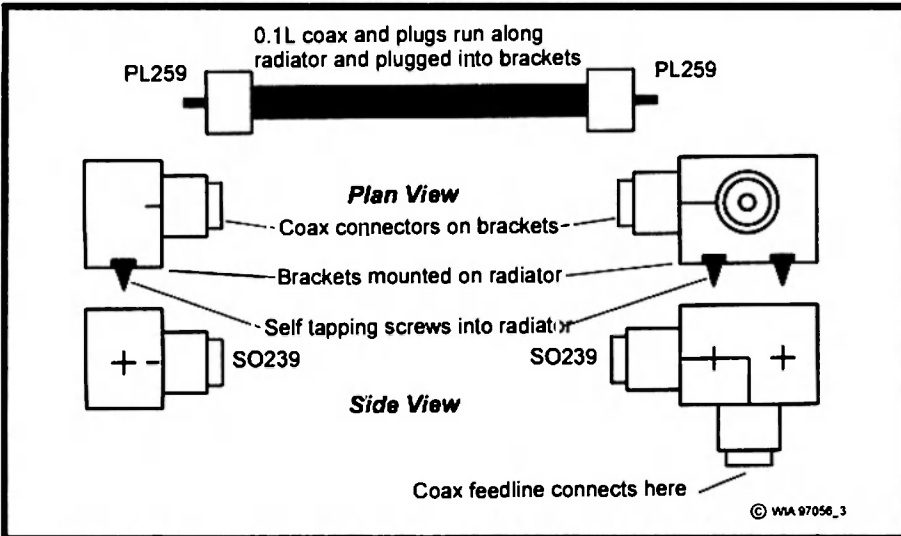 0.1L coax and plugs run along
radiator and plugged into brackets
PL259
PL259
Plan View
Coax connectors on brackets
Brackets mounted on radiator
Self tapping screws into radiator
SO239
SO239
Side View
Coax feedline connects here
© WIA 97056_3